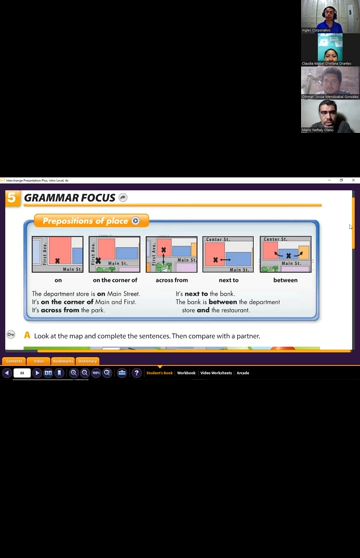 Ingles Corporativo
Interchange Presentation Plus, Intro Level, 4e
5 GRAMMAR FOCUS
Prepositions of place
First Ave.
Main St.
First Ave.
Main St.
First Ave.
Main St.
Center St.
Center St.
Main St.
on
on the corner of
across from
next to
between
The department store is on Main Street.
It's on the corner of Main and First.
It's across from the park.
It's next to the bank.
The bank is between the department
store and the restaurant.
A Look at the map and complete the sentences. Then compare with a partner.
Student's Book
Workbook
Video Worksheets
Arcade